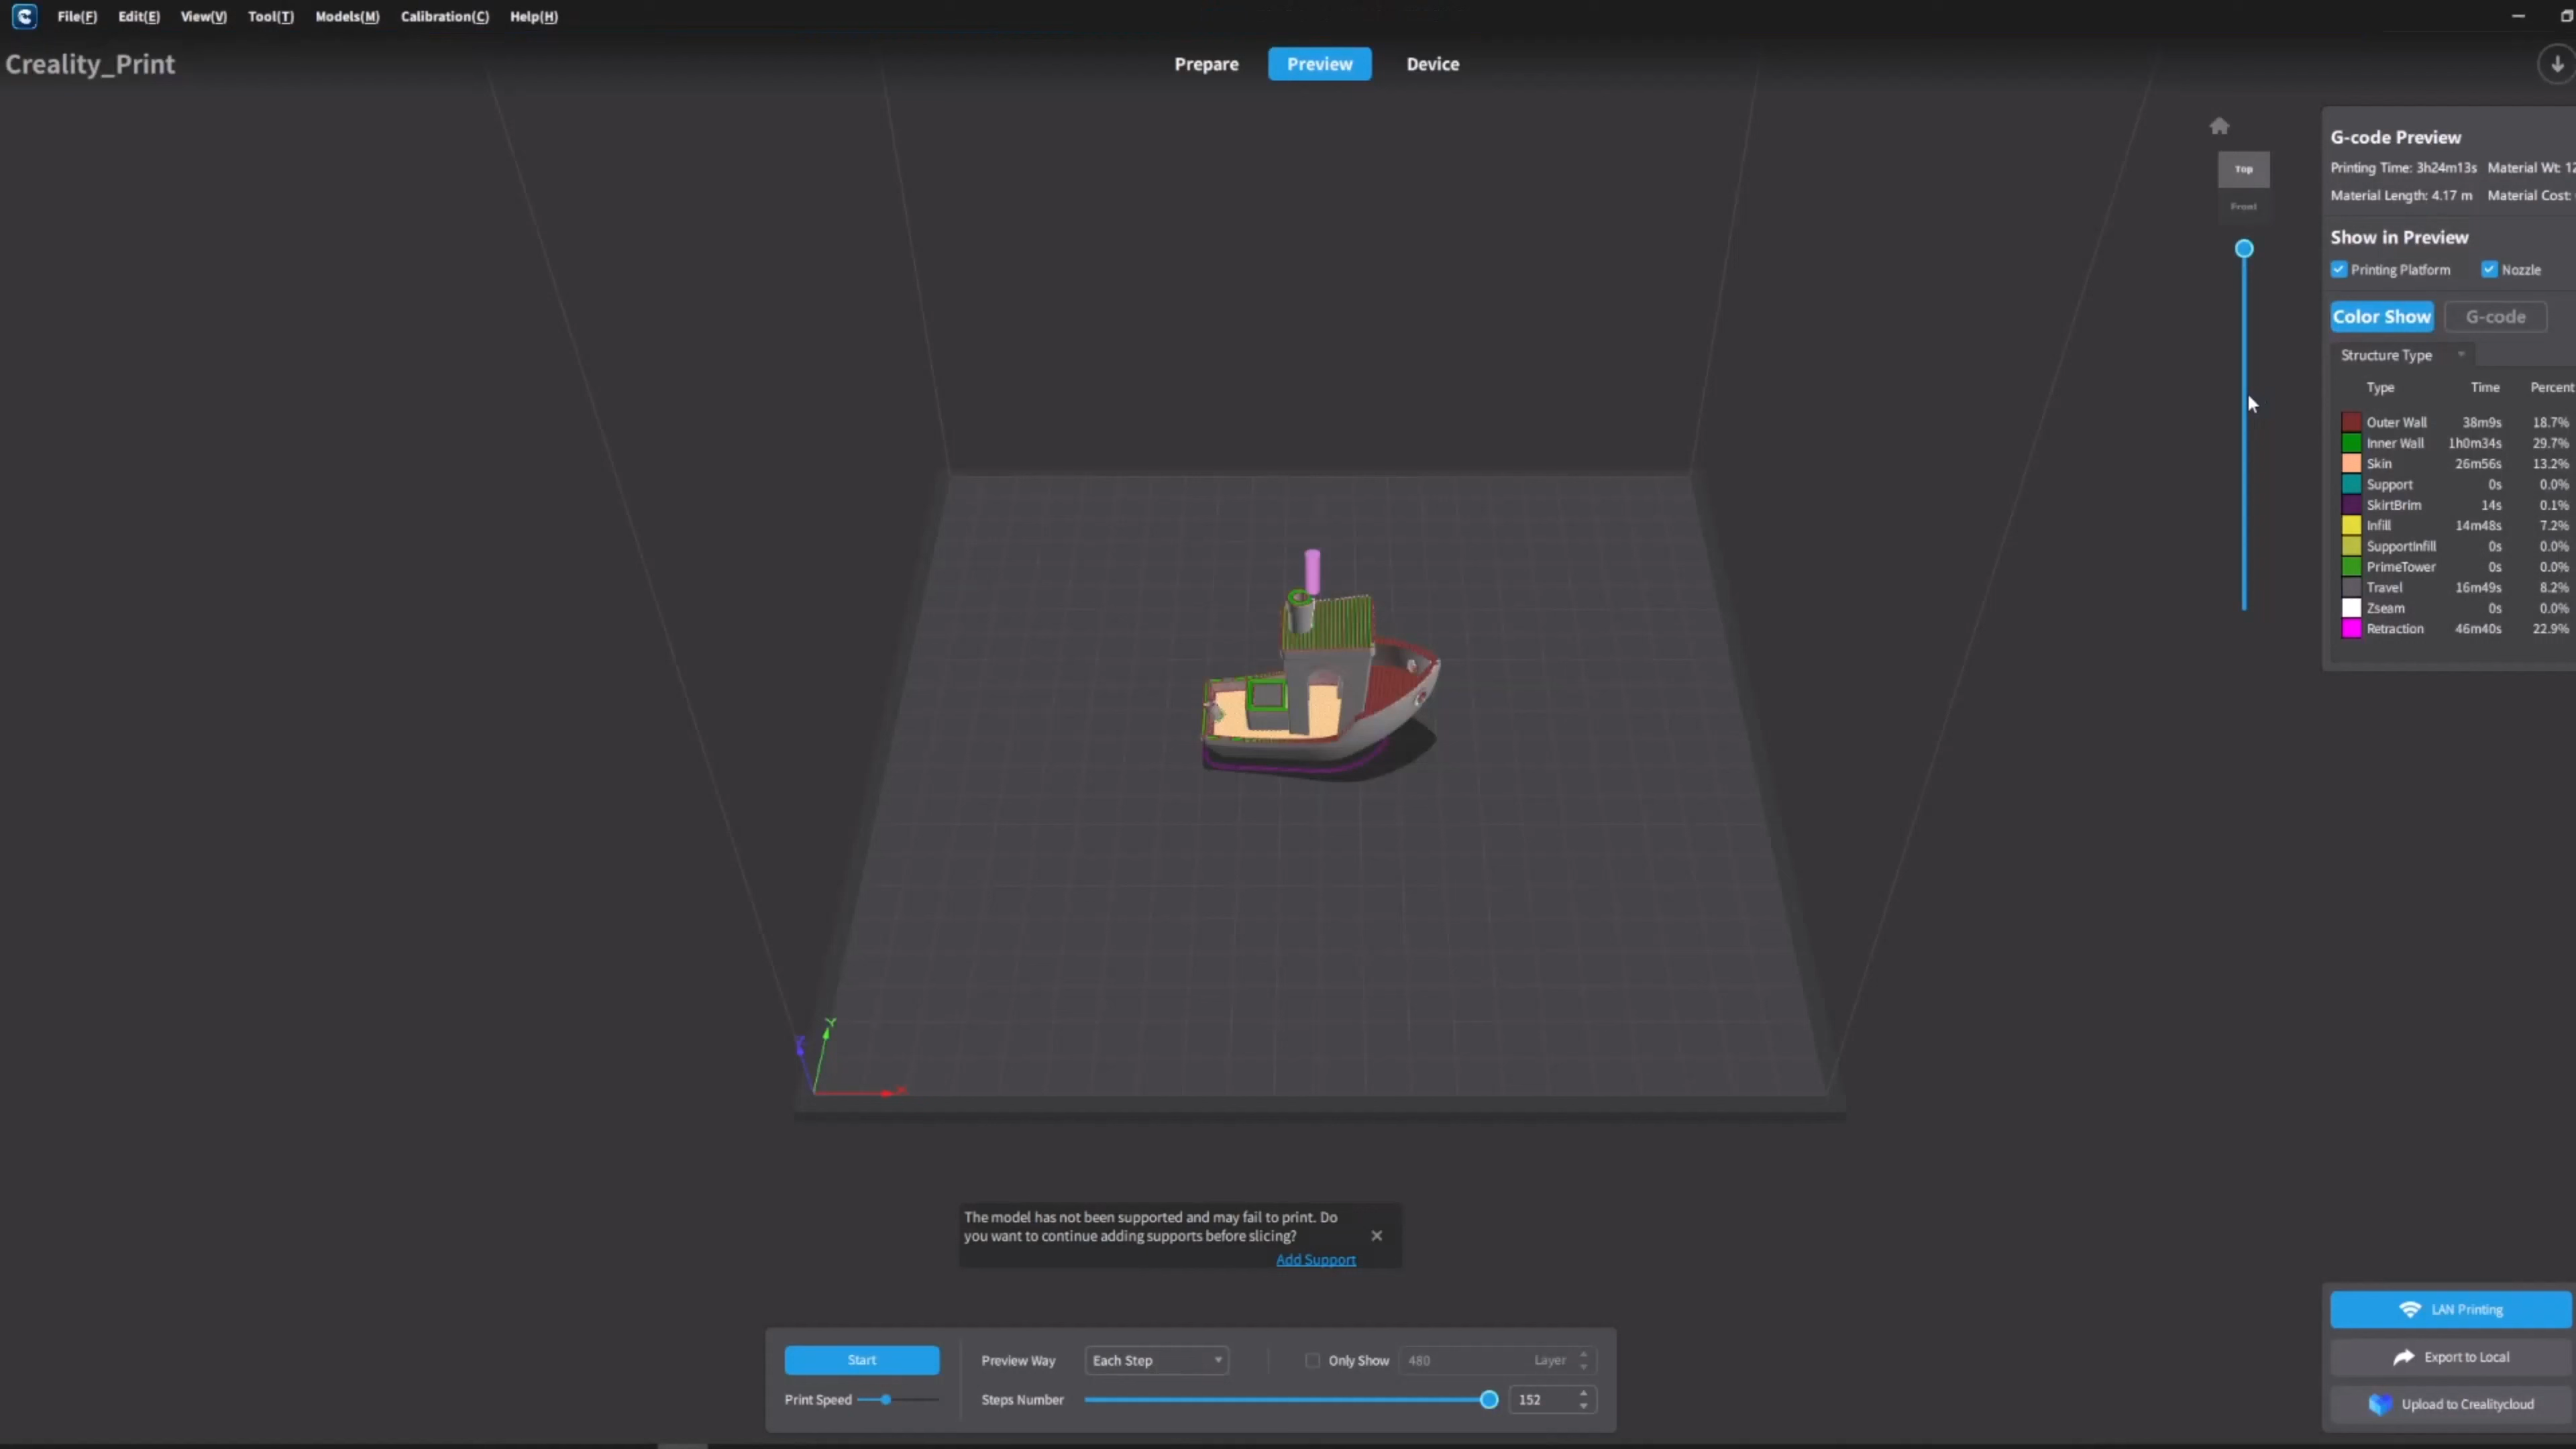 File(F) Edit(E) View(V) Tool(T) Models(M) Calibration(C) Help(H)
Creality_Print
Prepare Preview Device
Top
Front
G-code Preview
Printing Time: 3h24m13s Material Wt: 12
Material Length: 4.17 m Material Cost:
Show in Preview
Printing Platform Nozzle
Color Show G-code
Structure Type
Type Time Percent
Outer Wall 38m9s 18.7%
Inner Wall 1h0m34s 29.7%
Skin 26m56s 13.2%
Support 0s 0.0%
SkirtBrim 14s 0.1%
Infill 14m48s 7.2%
SupportInfill 0s 0.0%
PrimeTower 0s 0.0%
Travel 16m49s 8.2%
Zseam 0s 0.0%
Retraction 46m40s 22.9%
Y
Z
X
The model has not been supported and may fail to print. Do
you want to continue adding supports before slicing?
Add Support
Start Preview Way Each Step Only Show 480 Layer
Print Speed Steps Number 152
LAN Printing
Export to Local
Upload to Crealitycloud